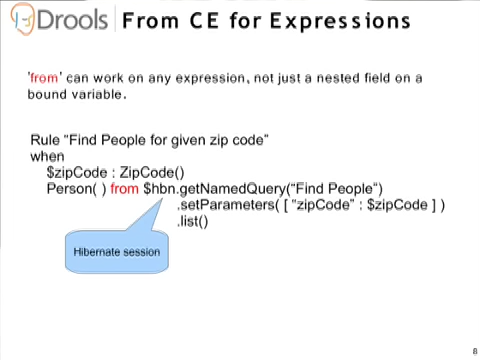 Drools From CE for Expressions
'from' can work on any expression, not just a nested field on a
bound variable.
Rule "Find People for given zip code"
when
$zipCode : ZipCode()
Person( ) from $hbn.getNamedQuery("Find People")
.setParameters( [ "zipCode" : $zipCode ] )
.list()
Hibernate session
8